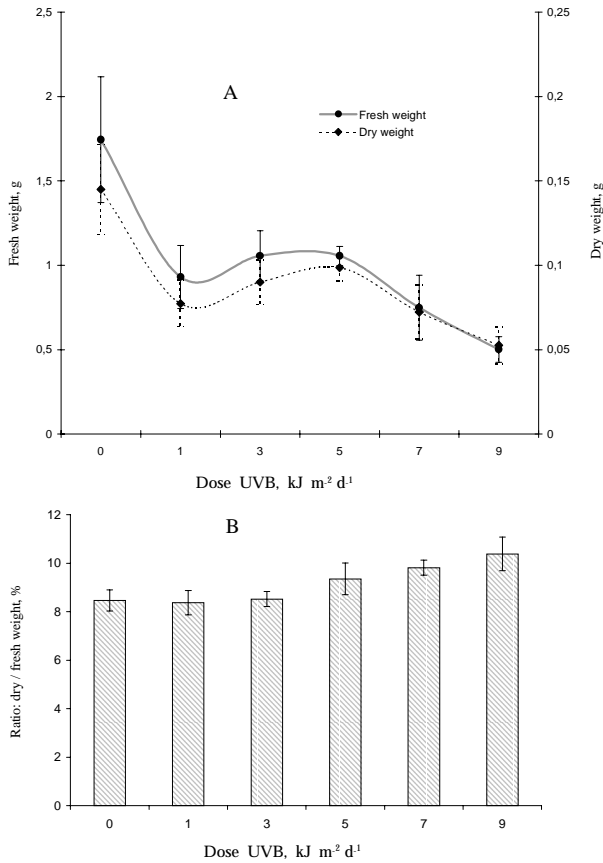 2,5 0,25
A
Fresh weight
Dry weight
2 0,2
1,5 0,15
1 0,1
0,5 0,05
0 0
Fresh weight, g
Dry weight, g
0 1 3 5 7 9
Dose UVB, kJ m⁻² d⁻¹
B
12
10
8
6
4
2
0
Ratio: dry / fresh weight, %
0 1 3 5 7 9
Dose UVB, kJ m⁻² d⁻¹